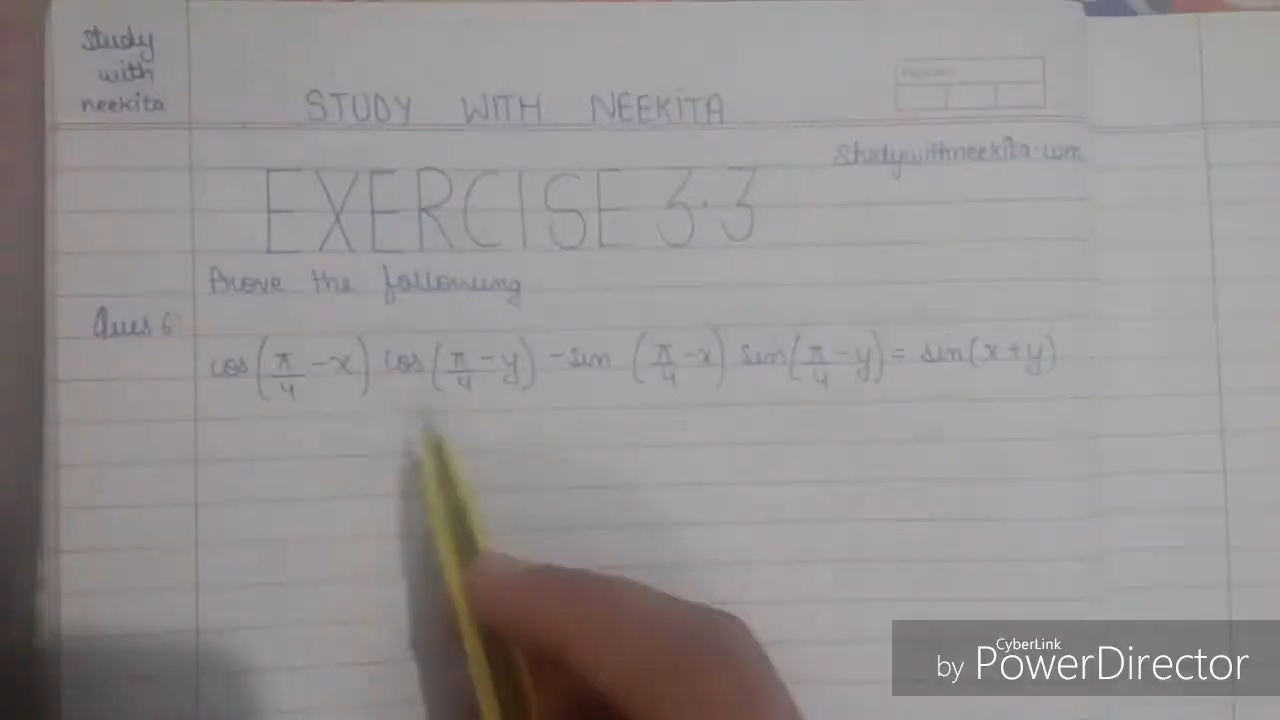 study
with
neekita
STUDY WITH NEEKITA
studywithneekita.com
EXERCISE 3.3
Prove the following
Ques 6
cos(π/4 - x) cos(π/4 - y) - sin(π/4 - x) sin(π/4 - y) = sin(x+y)
CyberLink
by PowerDirector